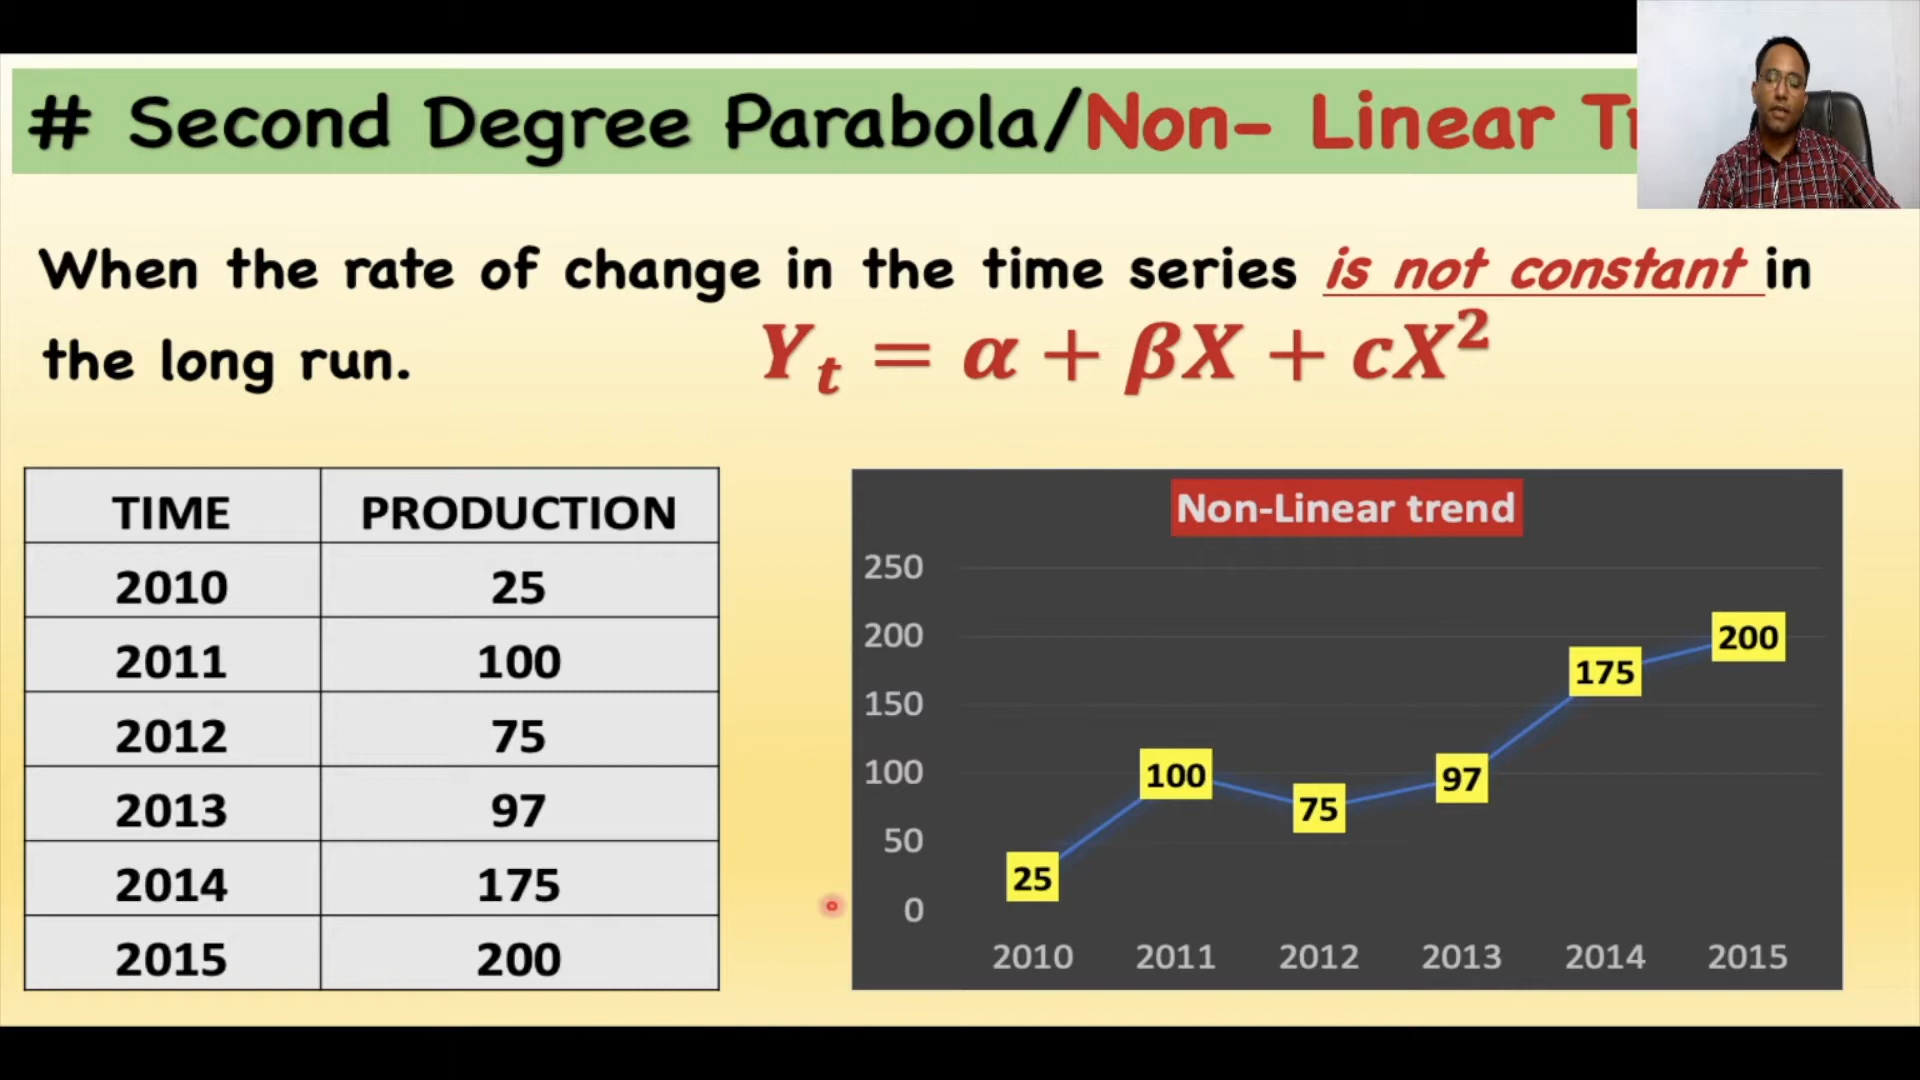 # Second Degree Parabola/Non- Linear
When the rate of change in the time series is not constant in
the long run.
Yₜ = α + βX + cX²
TIME PRODUCTION
2010 25
2011 100
2012 75
2013 97
2014 175
2015 200
Non-Linear trend
250
200
150
100
50
0
25
100
75
97
175
200
2010 2011 2012 2013 2014 2015